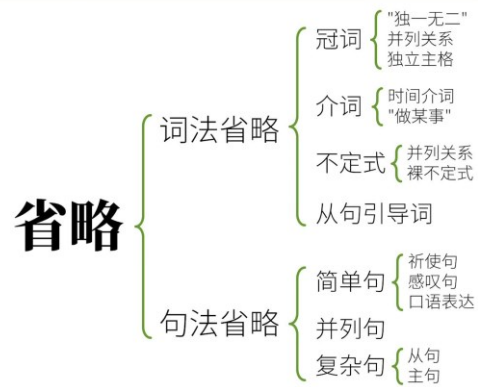 省略
词法省略
冠词
"独一无二"
并列关系
独立主格
介词
时间介词
"做某事"
不定式
并列关系
裸不定式
从句引导词
句法省略
简单句
祈使句
感叹句
口语表达
并列句
复杂句
从句
主句